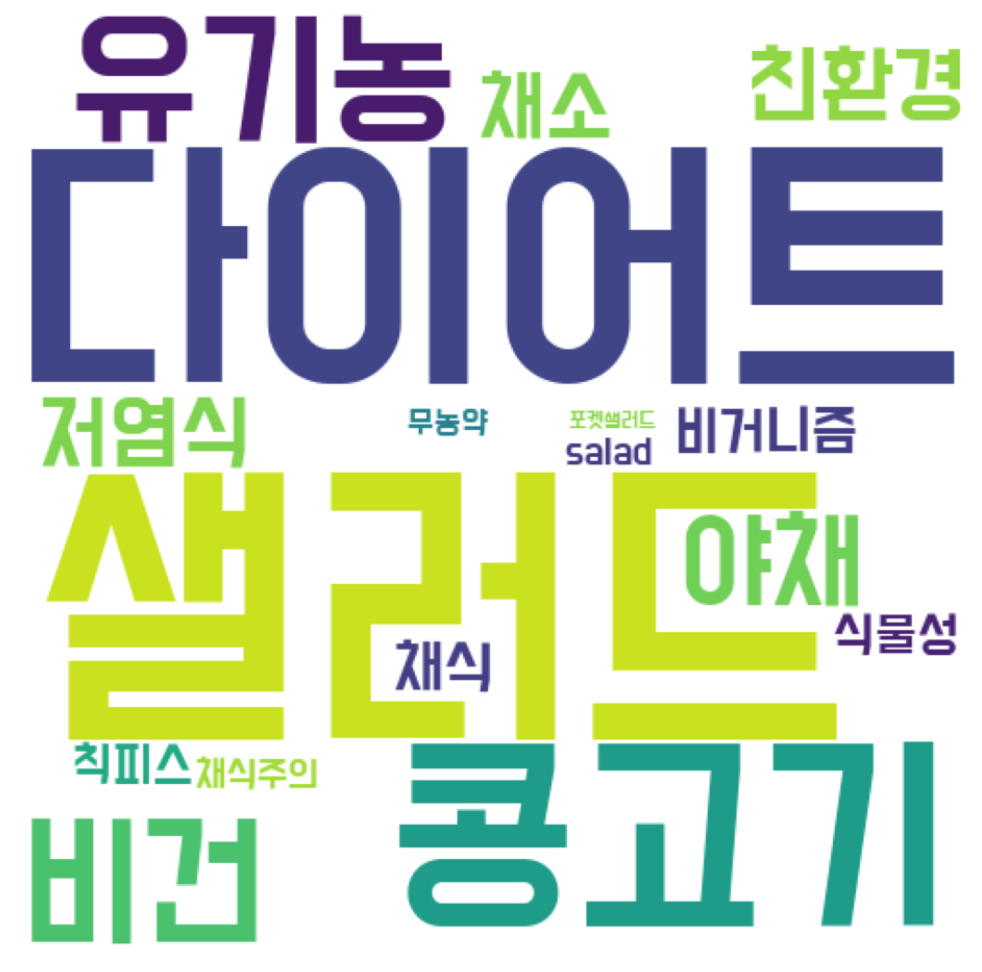 유기농 채소 친환경
다이어트
저염식 무농약 포켓샐러드 salad 비거니즘
샐러드 야채
채식 식물성
칙피스 채식주의
비건 콩고기